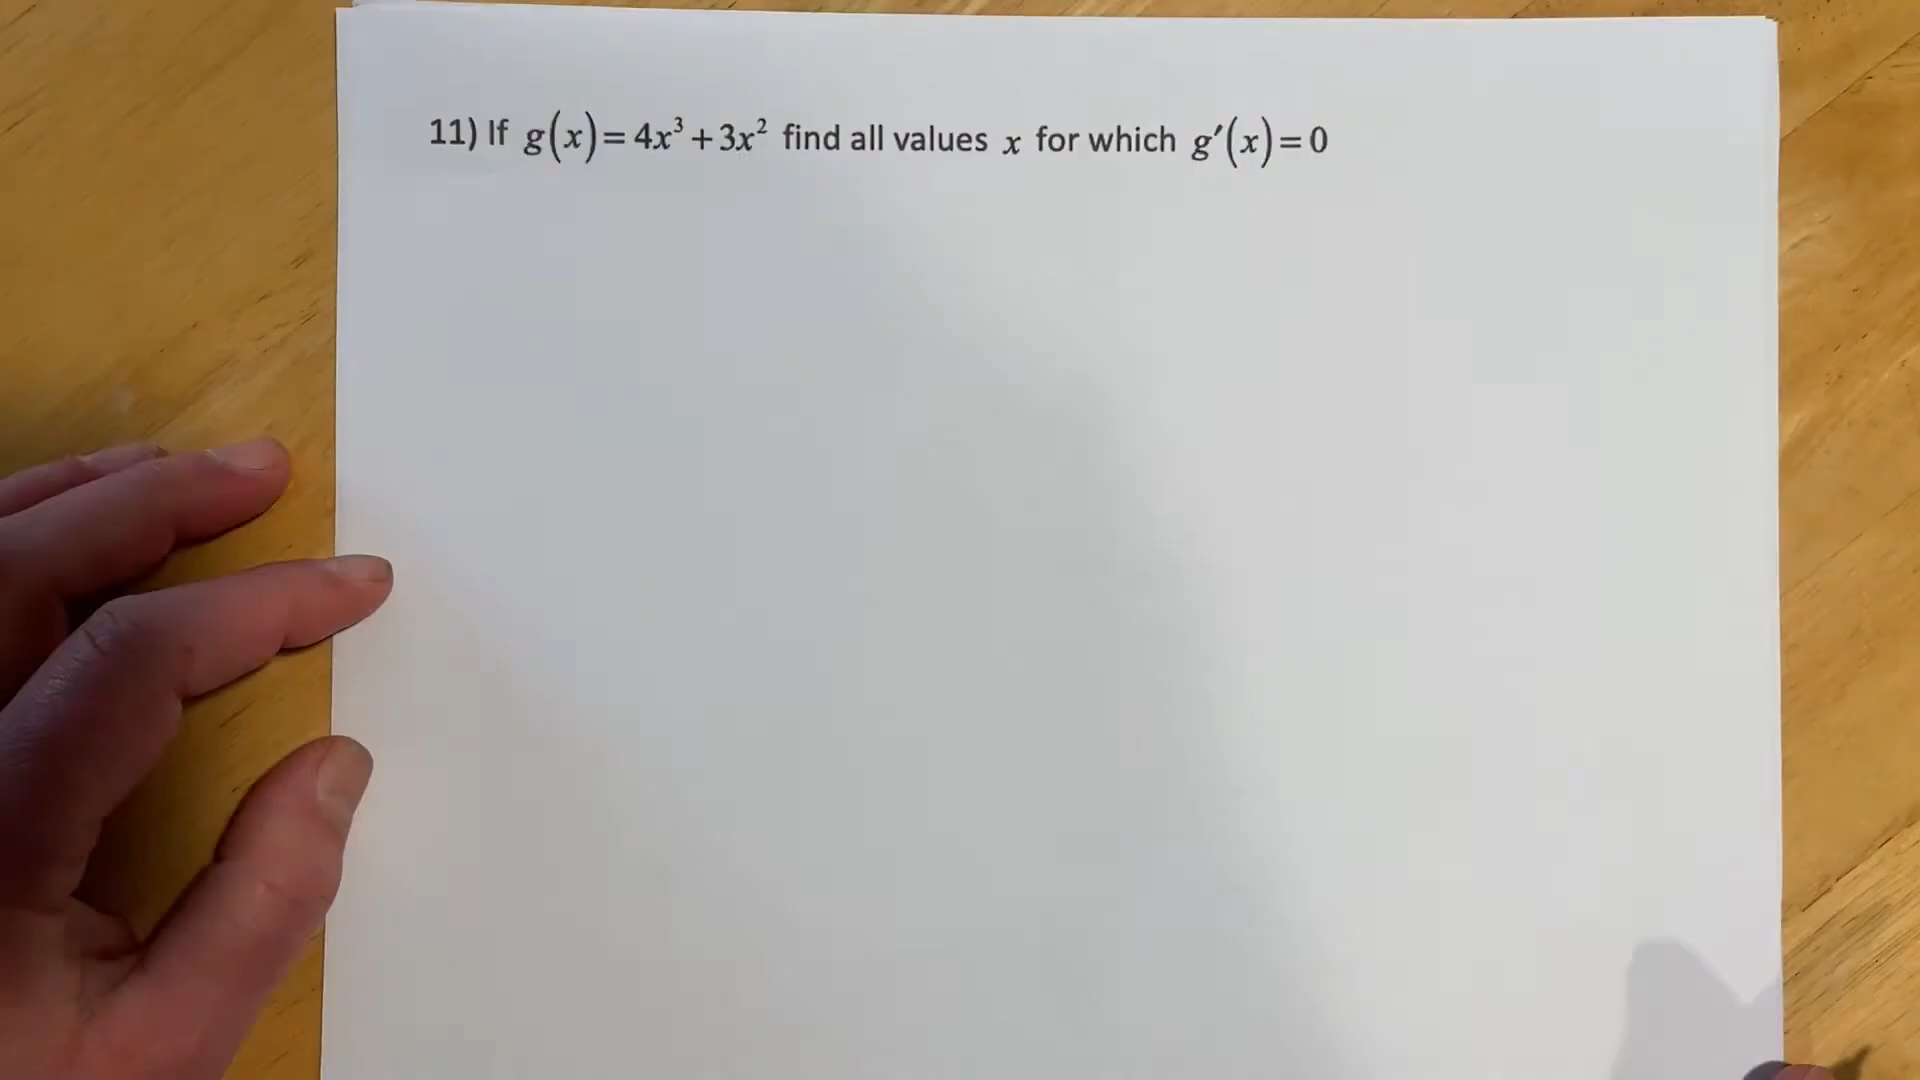 11) If g(x) = 4x³ + 3x² find all values x for which g′(x) = 0